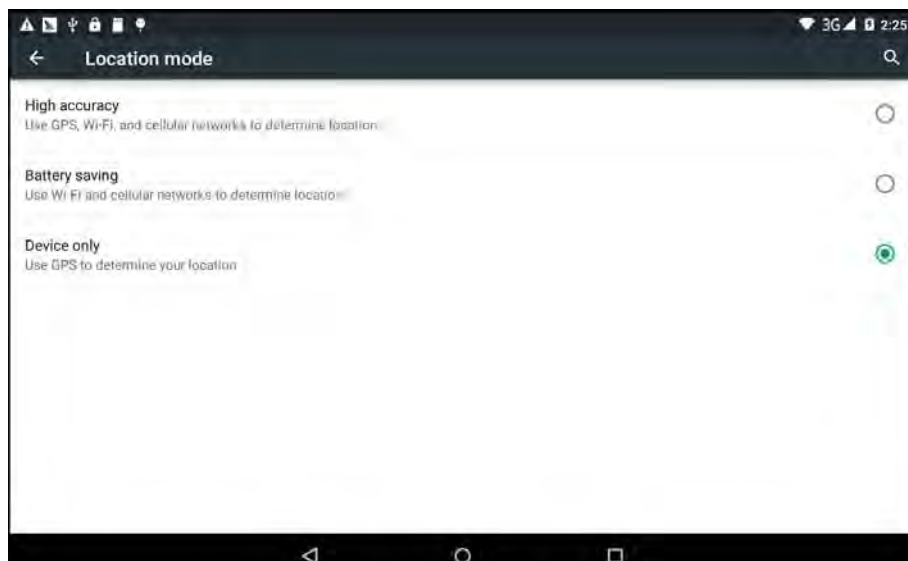 3G 2:25
Location mode
High accuracy
Use GPS, Wi-Fi, and cellular networks to determine location
Battery saving
Use Wi Fi and cellular networks to determine location
Device only
Use GPS to determine your location